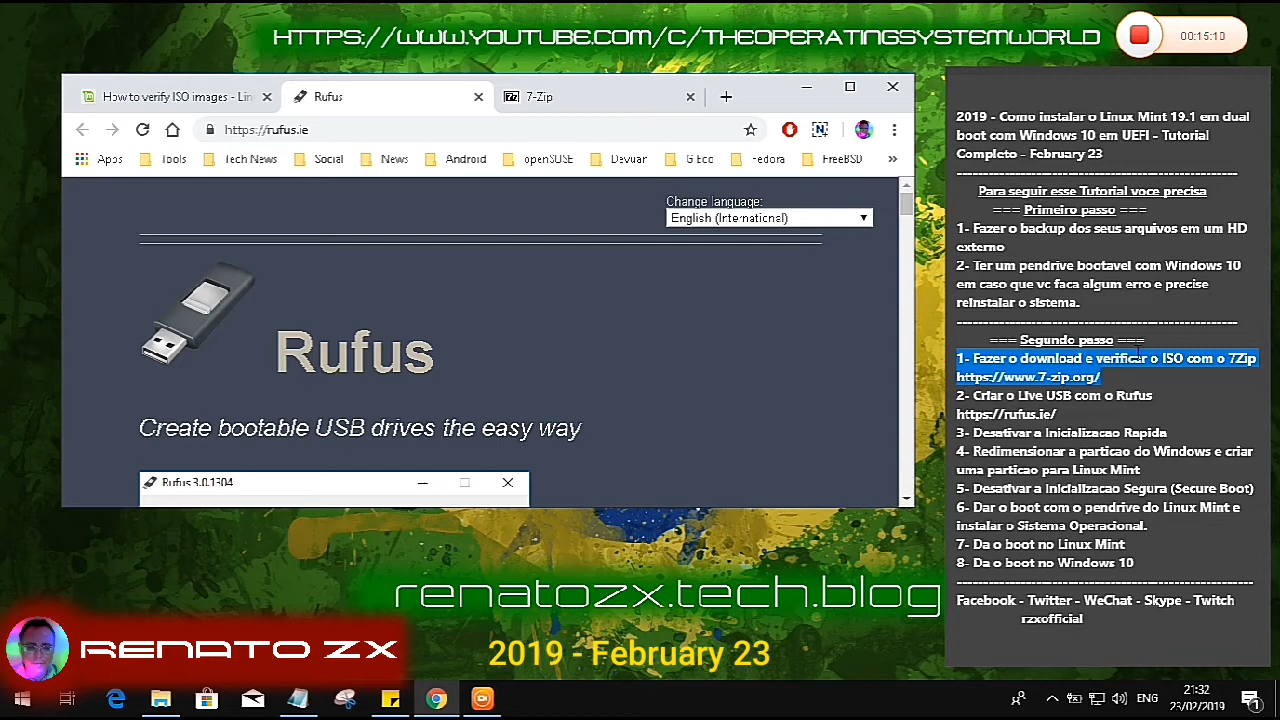 HTTPS://WWW.YOUTUBE.COM/C/THEOPERATINGSYSTEMWORLD
00:15:10
How to verify ISO images - Lin
Rufus
7-Zip
https://rufus.ie
Apps
Tools
Tech News
Social
News
Android
openSUSE
Devuan
G Eco
Fedora
FreeBSD
»
Change language:
English (International)
Rufus
Create bootable USB drives the easy way
Rufus 3.0.1304
2019 - Como instalar o Linux Mint 19.1 em dual
boot com Windows 10 em UEFI - Tutorial
Completo - February 23
------------------------------------------------------
Para seguir esse Tutorial voce precisa
=== Primeiro passo ===
1- Fazer o backup dos seus arquivos em um HD
externo
2- Ter um pendrive bootavel com Windows 10
em caso que vc faca algum erro e precise
reinstalar o sistema.
------------------------------------------------------
=== Segundo passo ===
1- Fazer o download e verificar o ISO com o 7Zip
https://www.7-zip.org/
2- Criar o Live USB com o Rufus
https://rufus.ie/
3- Desativar a Inicializacao Rapida
4- Redimensionar a particao do Windows e criar
uma particao para Linux Mint
5- Desativar a Inicializacao Segura (Secure Boot)
6- Dar o boot com o pendrive do Linux Mint e
instalar o Sistema Operacional.
7- Da o boot no Linux Mint
8- Da o boot no Windows 10
---------------------------------------------------------
Facebook - Twitter - WeChat - Skype - Twitch
rzxofficial
renatozx.tech.blog
RENATO ZX
2019 - February 23
ENG
21:32
23/02/2019
1